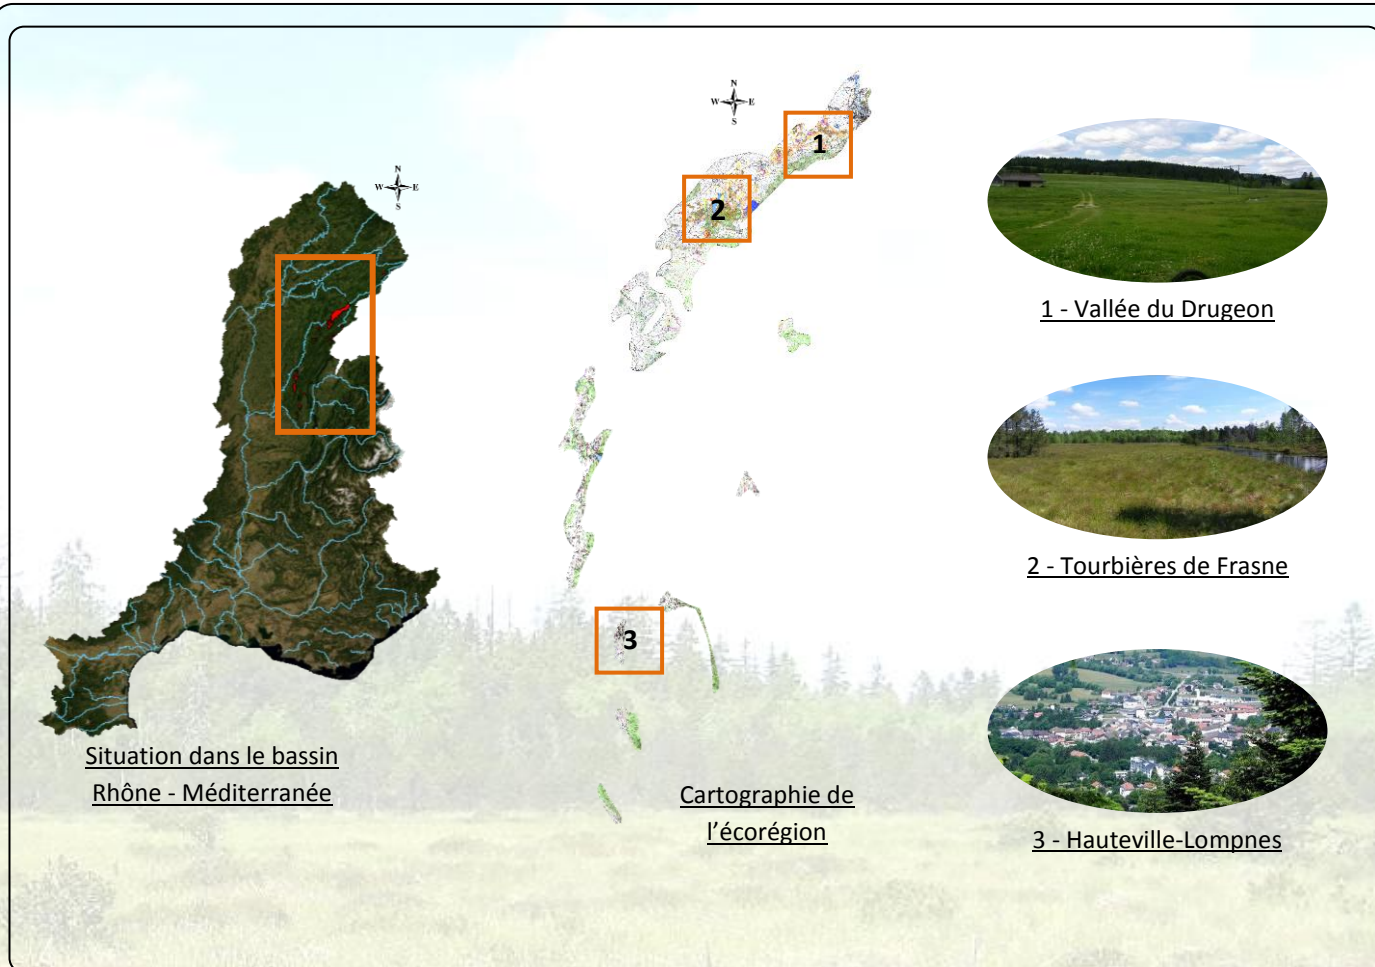 N
W E
S
N
W E
S
1
2
3
1 - Vallée du Drugeon
2 - Tourbières de Frasne
3 - Hauteville-Lompnes
Situation dans le bassin
Rhône - Méditerranée
Cartographie de
l’écorégion